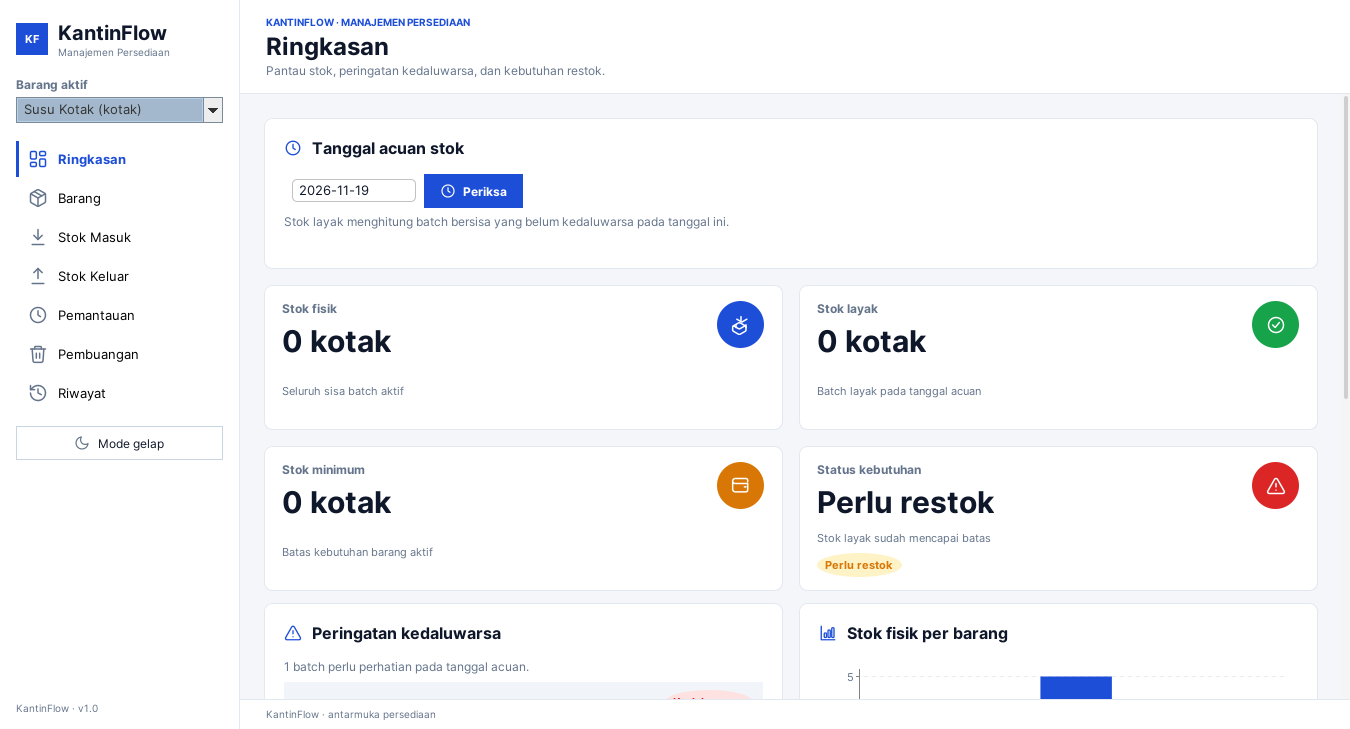 KF
KantinFlow
Manajemen Persediaan
Barang aktif
Susu Kotak (kotak)
Ringkasan
Barang
Stok Masuk
Stok Keluar
Pemantauan
Pembuangan
Riwayat
Mode gelap
KantinFlow · v1.0
KANTINFLOW · MANAJEMEN PERSEDIAAN
Ringkasan
Pantau stok, peringatan kedaluwarsa, dan kebutuhan restok.
Tanggal acuan stok
2026-11-19
Periksa
Stok layak menghitung batch bersisa yang belum kedaluwarsa pada tanggal ini.
Stok fisik
0 kotak
Seluruh sisa batch aktif
Stok layak
0 kotak
Batch layak pada tanggal acuan
Stok minimum
0 kotak
Batas kebutuhan barang aktif
Status kebutuhan
Perlu restok
Stok layak sudah mencapai batas
Perlu restok
Peringatan kedaluwarsa
1 batch perlu perhatian pada tanggal acuan.
Stok fisik per barang
5
KantinFlow · antarmuka persediaan